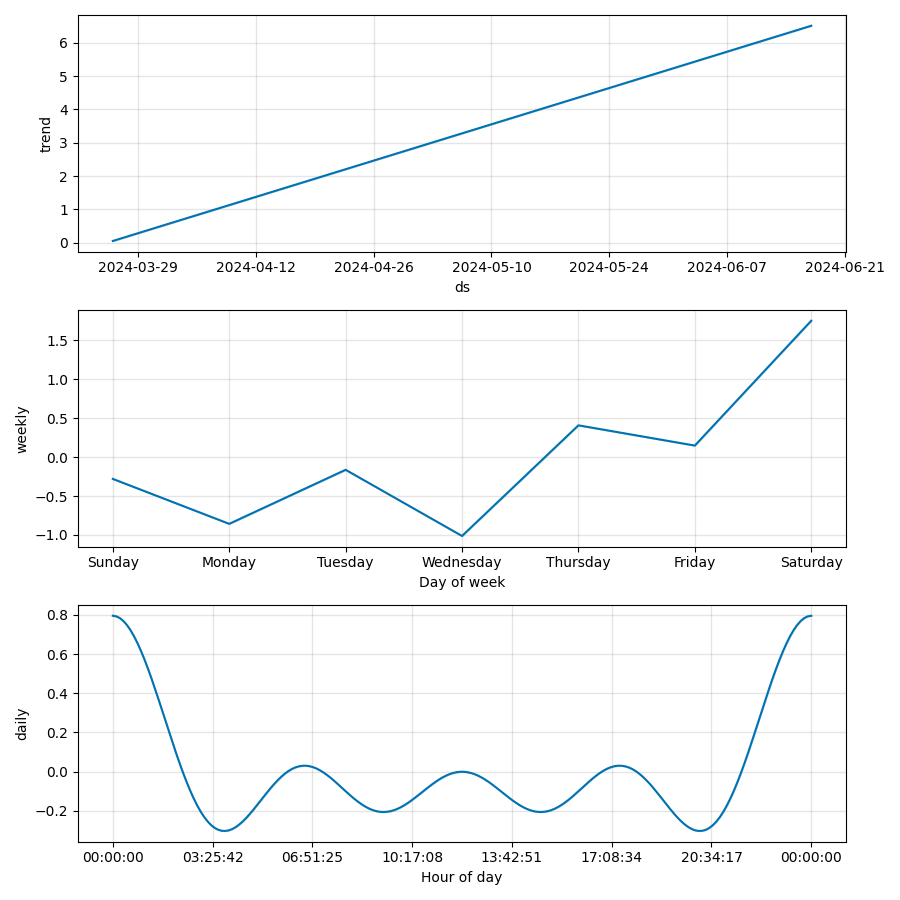 6
5
4
3
2
1
0
trend
2024-03-29 2024-04-12 2024-04-26 2024-05-10 2024-05-24 2024-06-07 2024-06-21
ds
1.5
1.0
0.5
0.0
−0.5
−1.0
weekly
Sunday Monday Tuesday Wednesday Thursday Friday Saturday
Day of week
0.8
0.6
0.4
0.2
0.0
−0.2
daily
00:00:00 03:25:42 06:51:25 10:17:08 13:42:51 17:08:34 20:34:17 00:00:00
Hour of day